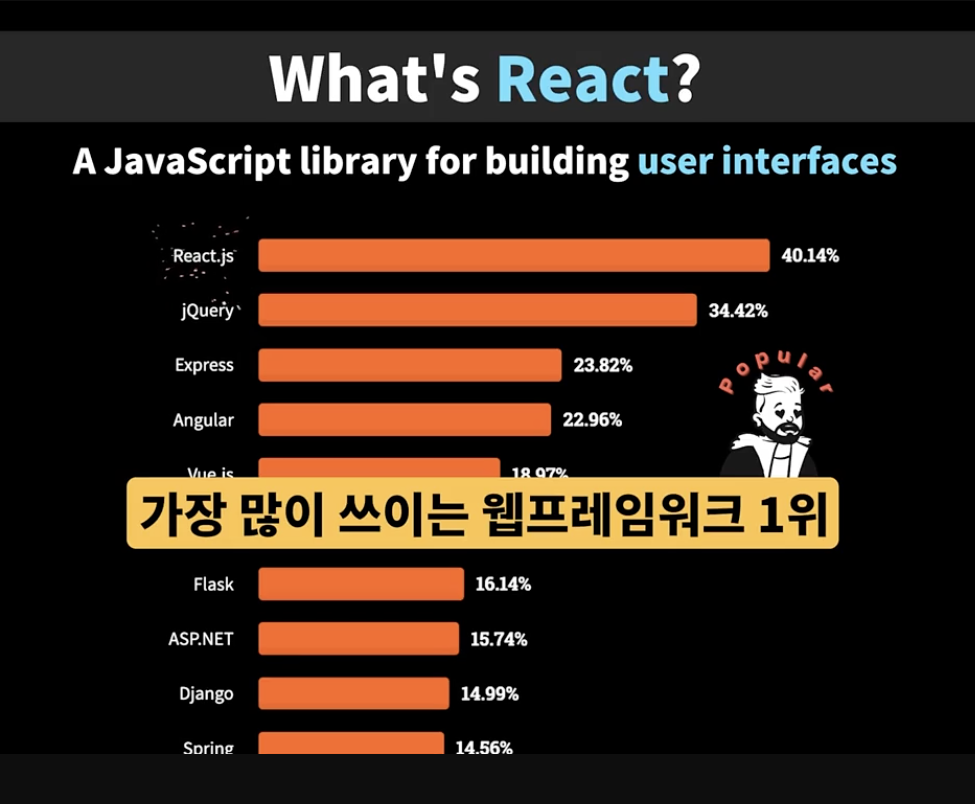 What's React?
A JavaScript library for building user interfaces
React.js 40.14%
jQuery 34.42%
Express 23.82%
Popular
Angular 22.96%
Vue.js 18.97%
가장 많이 쓰이는 웹프레임워크 1위
Flask 16.14%
ASP.NET 15.74%
Django 14.99%
Spring 14.56%